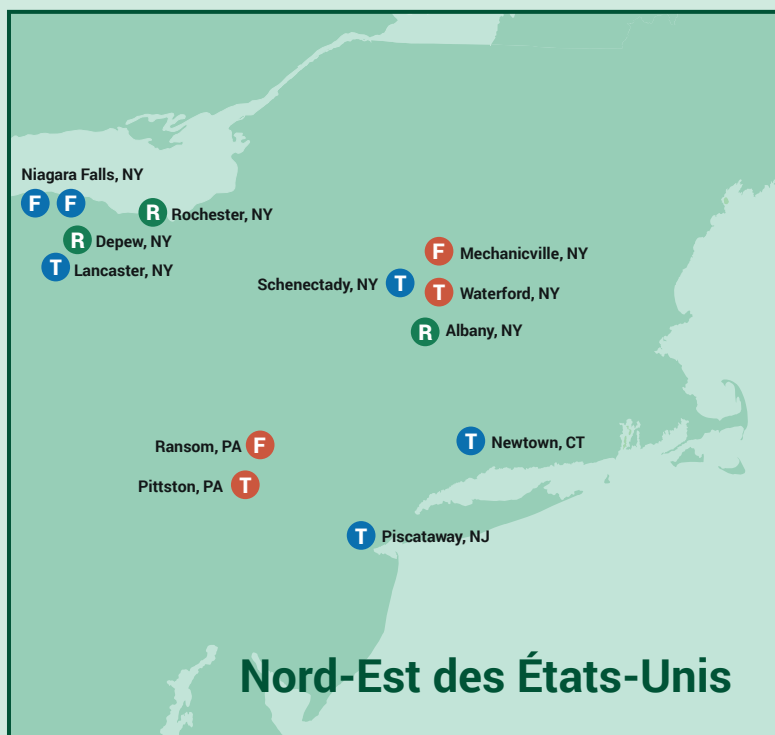 Niagara Falls, NY
F F
R Rochester, NY
R Depew, NY
T Lancaster, NY
F Mechanicville, NY
Schenectady, NY T
T Waterford, NY
R Albany, NY
Ransom, PA F
T Newtown, CT
Pittston, PA T
T Piscataway, NJ
Nord-Est des États-Unis